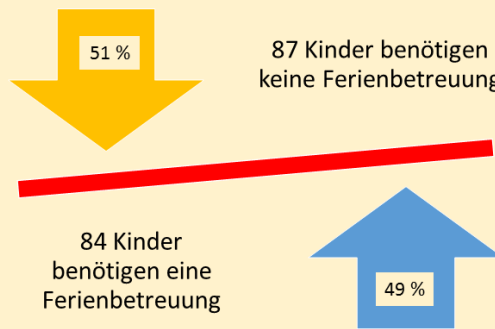 51 %
87 Kinder benötigen
keine Ferienbetreuung
84 Kinder
benötigen eine
Ferienbetreuung
49 %